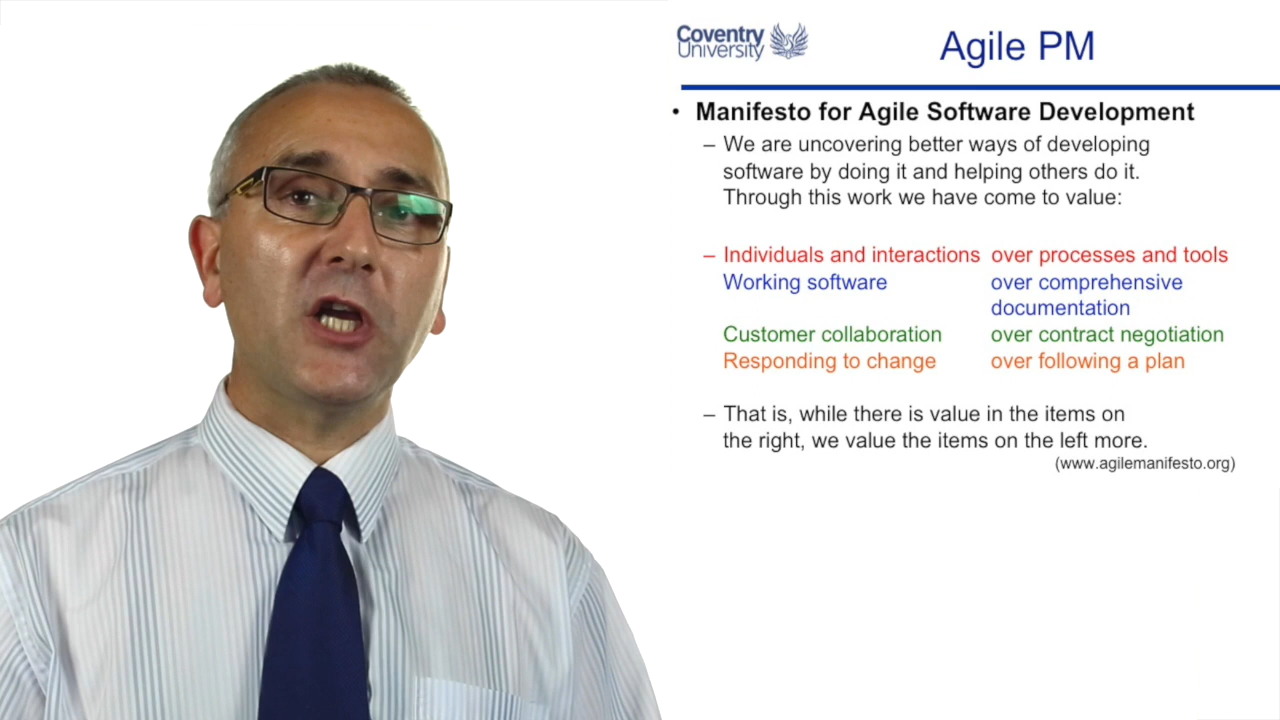 Coventry
University
Agile PM
• Manifesto for Agile Software Development
– We are uncovering better ways of developing
software by doing it and helping others do it.
Through this work we have come to value:
– Individuals and interactions over processes and tools
Working software over comprehensive
documentation
Customer collaboration over contract negotiation
Responding to change over following a plan
– That is, while there is value in the items on
the right, we value the items on the left more.
(www.agilemanifesto.org)